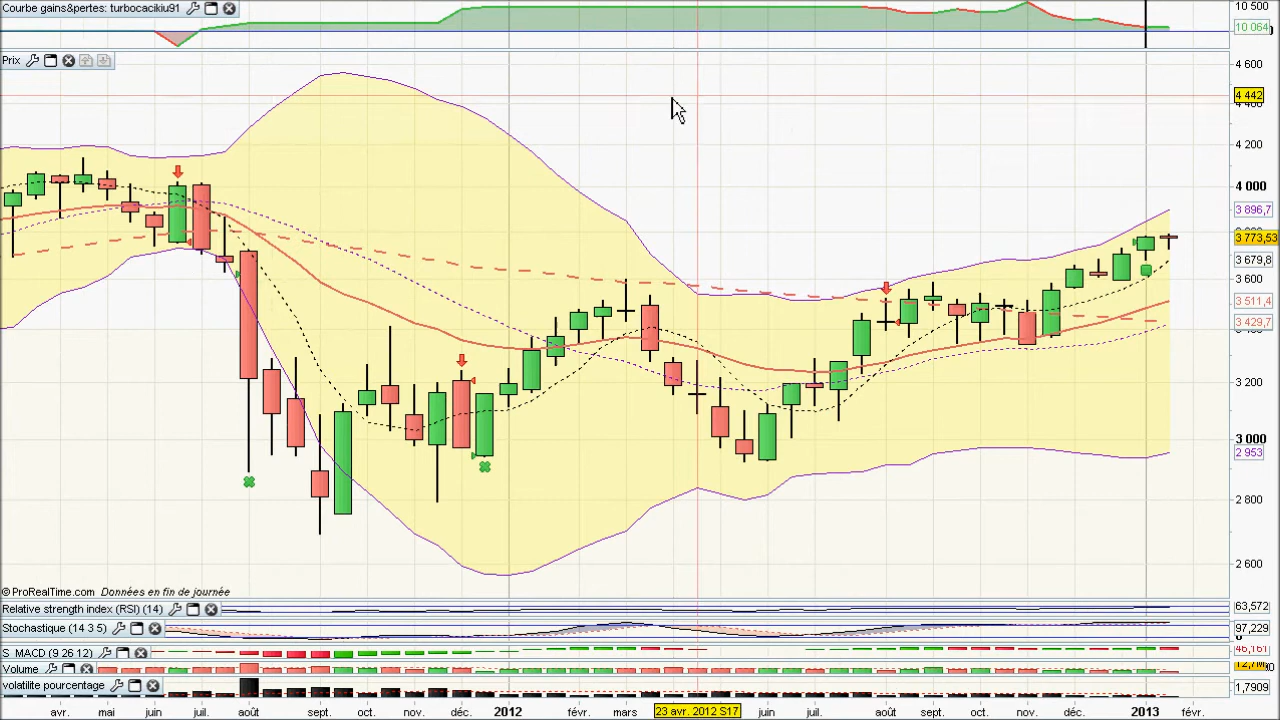 Courbe gains&pertes: turbocacikiu91
10 500
10 064
Prix
4 600
4 442
4 400
4 200
4 000
3 896,7
3 773,53
3 679,8
3 600
3 511,4
3 429,7
3 200
3 000
2 953
2 800
2 600
© ProRealTime.com Données en fin de journée
Relative strength index (RSI) (14)
63,572
Stochastique (14 3 5)
97,229
S_MACD (9 26 12)
Volume
volatilite pourcentage
1,7909
avr. mai juin juil. août sept. oct. nov. déc. 2012 févr. mars 23 avr. 2012 S17 juin juil. août sept. oct. nov. déc. 2013 févr.